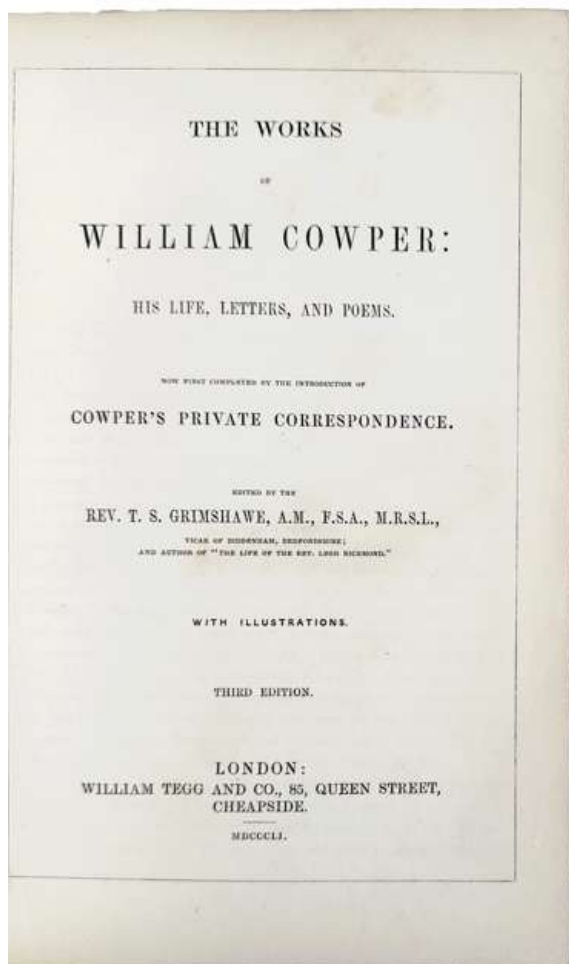 THE WORKS
OF
WILLIAM COWPER:
HIS LIFE, LETTERS, AND POEMS.
NOW FIRST COMPLETED BY THE INTRODUCTION OF
COWPER'S PRIVATE CORRESPONDENCE.
EDITED BY THE
REV. T. S. GRIMSHAWE, A.M., F.S.A., M.R.S.L.,
VICAR OF BIDDENHAM, BEDFORDSHIRE;
AND AUTHOR OF "THE LIFE OF THE REV. LEGH RICHMOND."
WITH ILLUSTRATIONS.
THIRD EDITION.
LONDON:
WILLIAM TEGG AND CO., 85, QUEEN STREET,
CHEAPSIDE.
MDCCCLI.